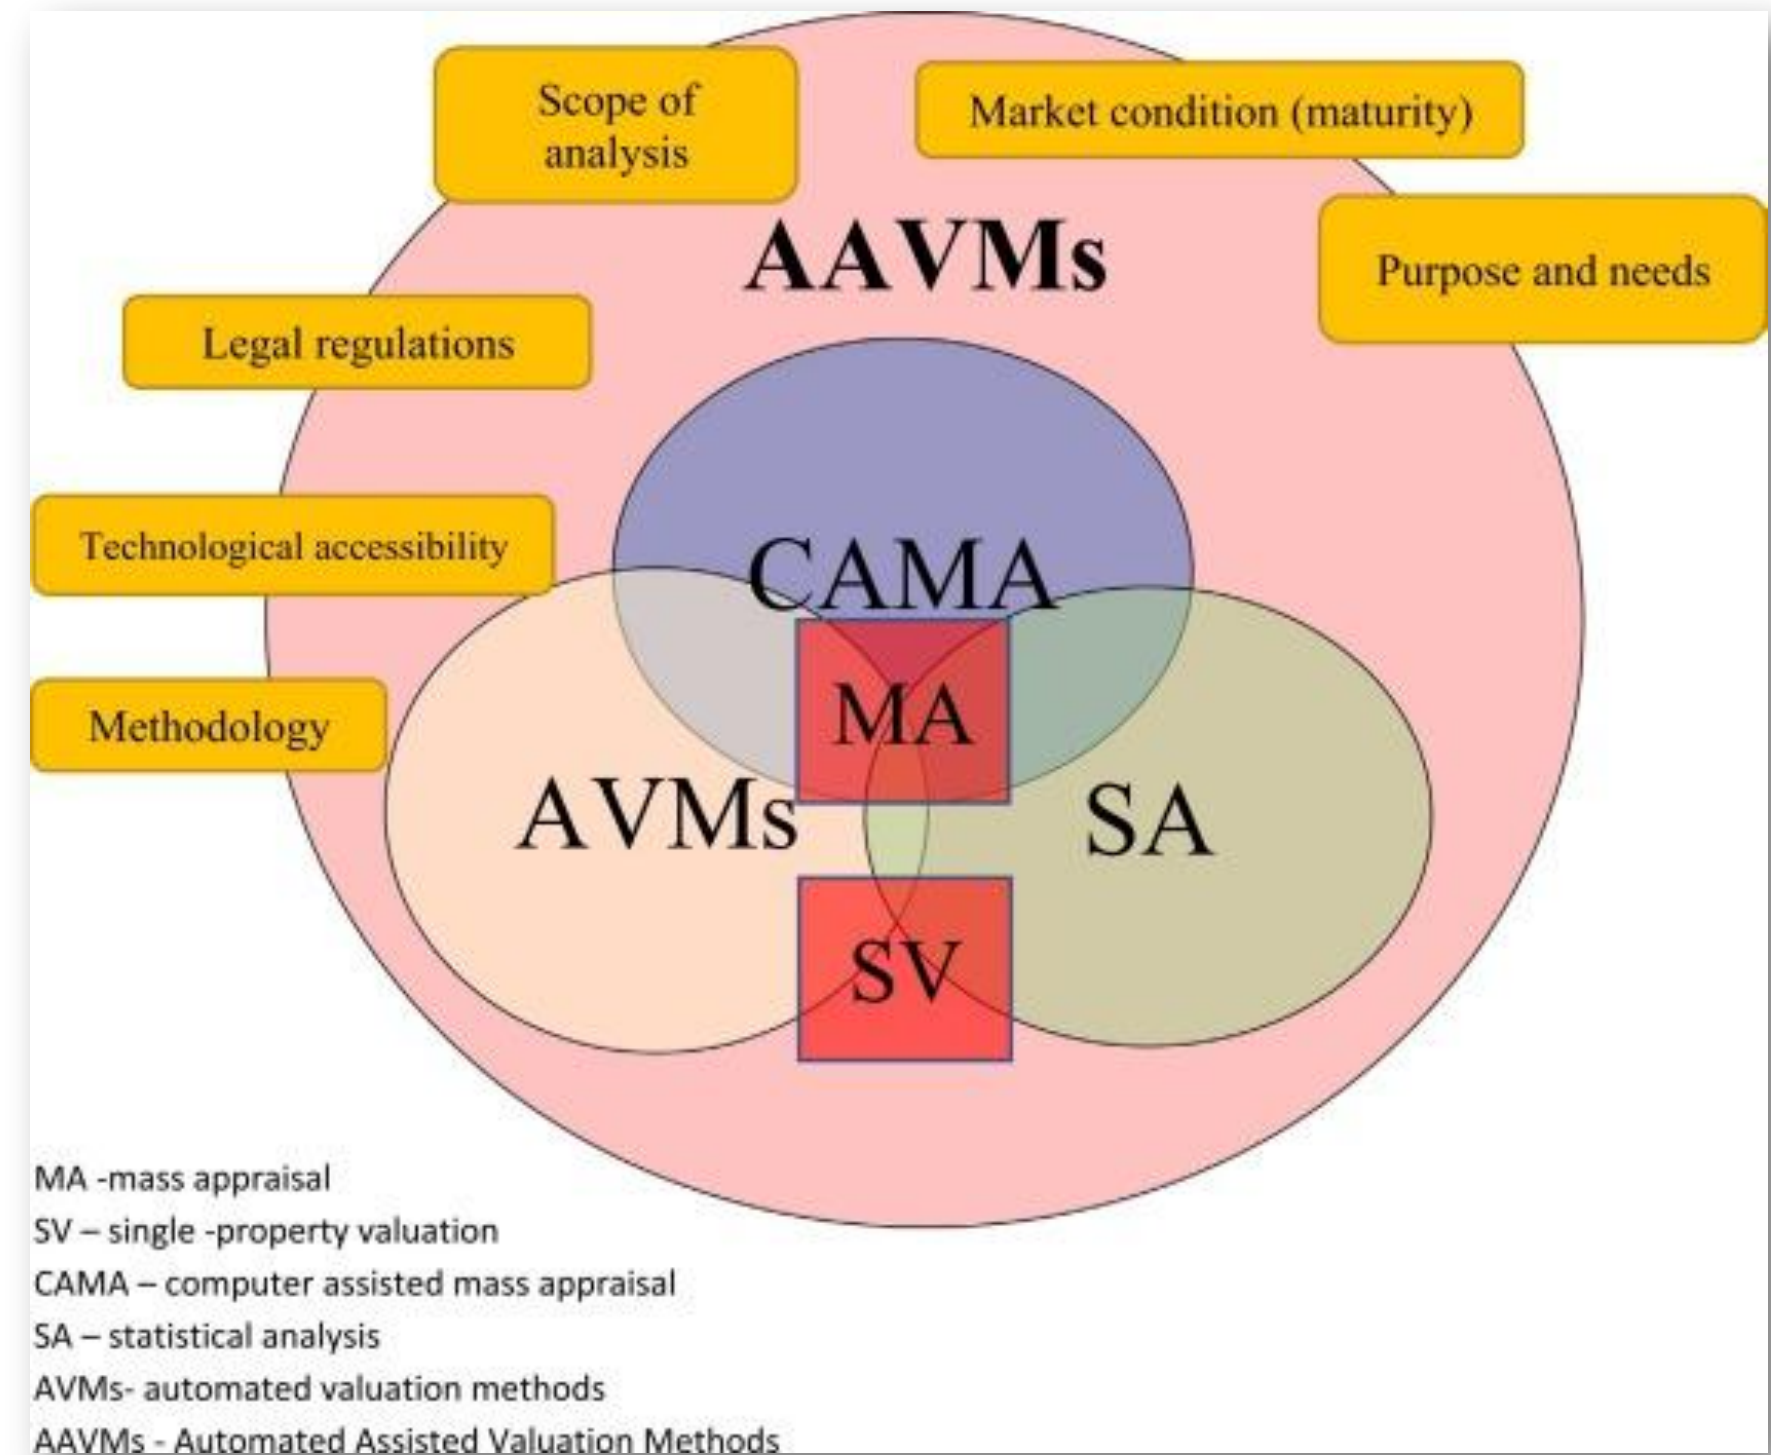 Scope of
analysis
Market condition (maturity)
AAVMs
Purpose and needs
Legal regulations
Technological accessibility
CAMA
MA
Methodology
AVMs
SA
SV
MA -mass appraisal
SV – single -property valuation
CAMA – computer assisted mass appraisal
SA – statistical analysis
AVMs- automated valuation methods
AAVMs - Automated Assisted Valuation Methods